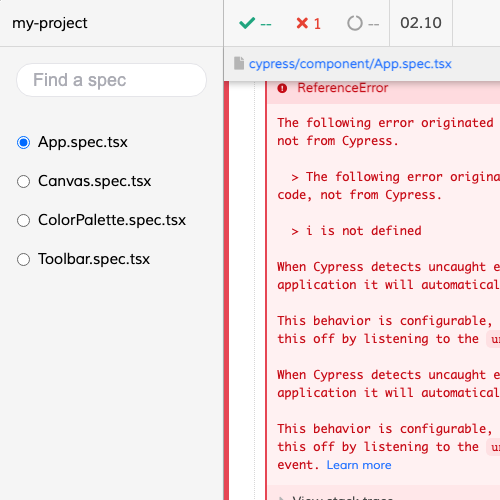 my-project
Find a spec
App.spec.tsx
Canvas.spec.tsx
ColorPalette.spec.tsx
Toolbar.spec.tsx
-- 1 -- 02.10
cypress/component/App.spec.tsx
ReferenceError
The following error originated
not from Cypress.
> The following error origina
code, not from Cypress.
> i is not defined
When Cypress detects uncaught e
application it will automatical
This behavior is configurable,
this off by listening to the u
When Cypress detects uncaught e
application it will automatical
This behavior is configurable,
this off by listening to the u
event. Learn more
> View stack trace